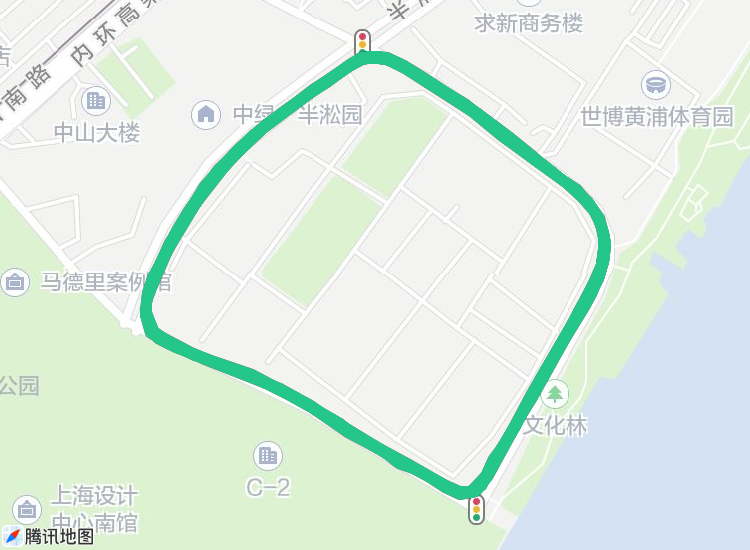 求新商务楼
半淞
内环高架
南路
店
中山大楼
中绿 半淞园
世博黄浦体育园
马德里案例馆
公园
文化林
C-2
上海设计
中心南馆
腾讯地图